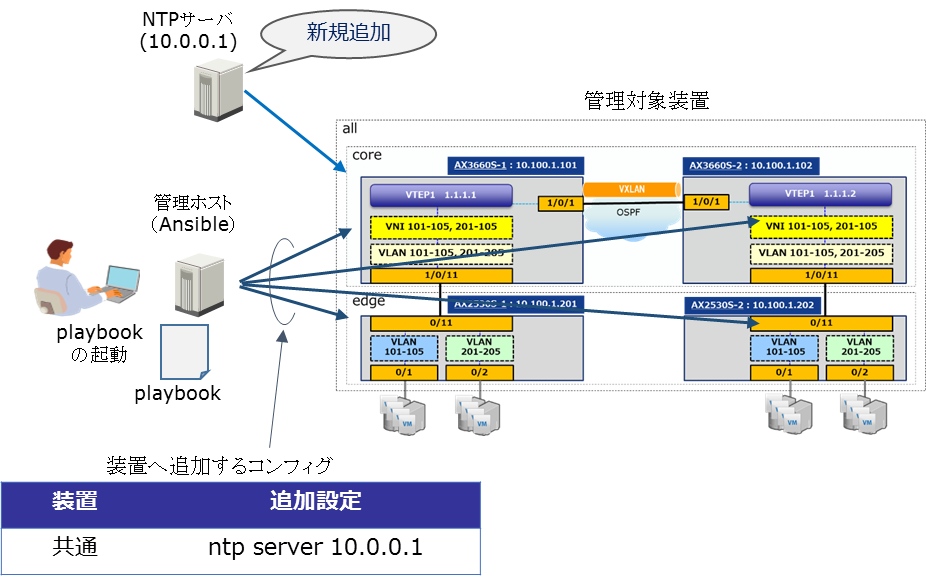 NTPサーバ
(10.0.0.1)
新規追加
管理対象装置
all
core
AX3660S-1 : 10.100.1.101
AX3660S-2 : 10.100.1.102
VTEP1 1.1.1.1
1/0/1
VXLAN
OSPF
1/0/1
VTEP1 1.1.1.2
VNI 101-105, 201-105
VNI 101-105, 201-105
VLAN 101-105, 201-205
VLAN 101-105, 201-205
1/0/11
1/0/11
管理ホスト
(Ansible)
edge
AX2530S-1 : 10.100.1.201
AX2530S-2 : 10.100.1.202
0/11
0/11
VLAN
101-105
VLAN
201-205
VLAN
101-105
VLAN
201-205
0/1
0/2
0/1
0/2
VM
VM
VM
VM
playbook
の起動
playbook
装置へ追加するコンフィグ
装置 追加設定
共通 ntp server 10.0.0.1